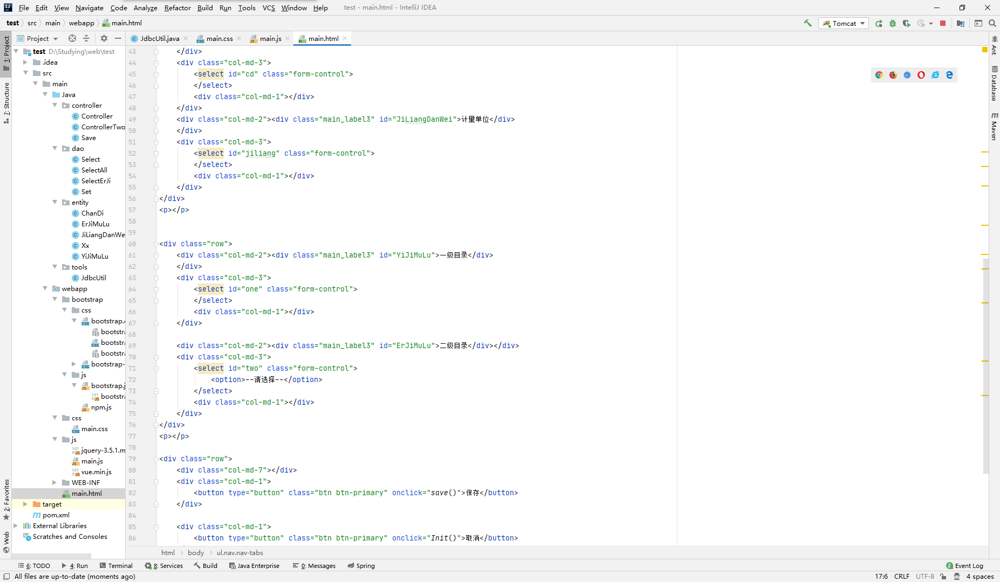 File Edit View Navigate Code Analyze Refactor Build Run Tools VCS Window Help test - main.html - IntelliJ IDEA
test src main webapp main.html Tomcat
Project JdbcUtil.java main.css main.js main.html
1: Project
7: Structure
2: Favorites
Web
test D:\Studying\web\test
.idea
src
main
Java
controller
Controller
ControllerTwo
Save
dao
Select
SelectAll
SelectErJi
Set
entity
ChanDi
ErJiMuLu
JiLiangDanWe
Xx
YiJiMuLu
tools
JdbcUtil
webapp
bootstrap
css
bootstrap.
bootstra
bootstra
bootstra
bootstrap-
js
bootstrap.j
bootstra
npm.js
css
main.css
js
jquery-3.5.1.m
main.js
vue.min.js
WEB-INF
main.html
target
pom.xml
External Libraries
Scratches and Consoles
43 </div>
44 <div class="col-md-3">
45 <select id="cd" class="form-control">
46 </select>
47 <div class="col-md-1"></div>
48 </div>
49 <div class="col-md-2"><div class="main_label3" id="JiLiangDanWei">计量单位</div>
50 </div>
51 <div class="col-md-3">
52 <select id="jiliang" class="form-control">
53 </select>
54 <div class="col-md-1"></div>
55 </div>
56 </div>
57 <p></p>
58
59
60 <div class="row">
61 <div class="col-md-2"><div class="main_label3" id="YiJiMuLu">一级目录</div>
62 </div>
63 <div class="col-md-3">
64 <select id="one" class="form-control">
65 </select>
66 <div class="col-md-1"></div>
67 </div>
68
69 <div class="col-md-2"><div class="main_label3" id="ErJiMuLu">二级目录</div></div>
70 <div class="col-md-3">
71 <select id="two" class="form-control">
72 <option>--请选择--</option>
73 </select>
74 <div class="col-md-1"></div>
75 </div>
76 </div>
77 <p></p>
78
79 <div class="row">
80 <div class="col-md-7"></div>
81 <div class="col-md-1">
82 <button type="button" class="btn btn-primary" onclick="save()">保存</button>
83 </div>
84
85 <div class="col-md-1">
86 <button type="button" class="btn btn-primary" onclick="Init()">取消</button>
Ant
Database
Maven
html body ul.nav.nav-tabs
6: TODO 4: Run Terminal 8: Services Build Java Enterprise 0: Messages Spring 2 Event Log
All files are up-to-date (moments ago) 17:6 CRLF UTF-8 4 spaces